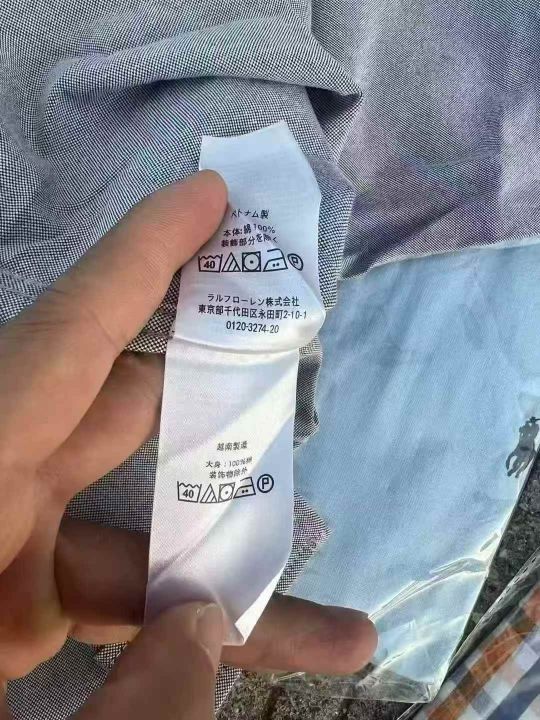 ベトナム製
本体:綿100%
装飾部分を除く
40 P
ラルフローレン株式会社
東京都千代田区永田町2-10-1
0120-3274-20
越南製造
大身:100%棉
装飾物除外
40 P